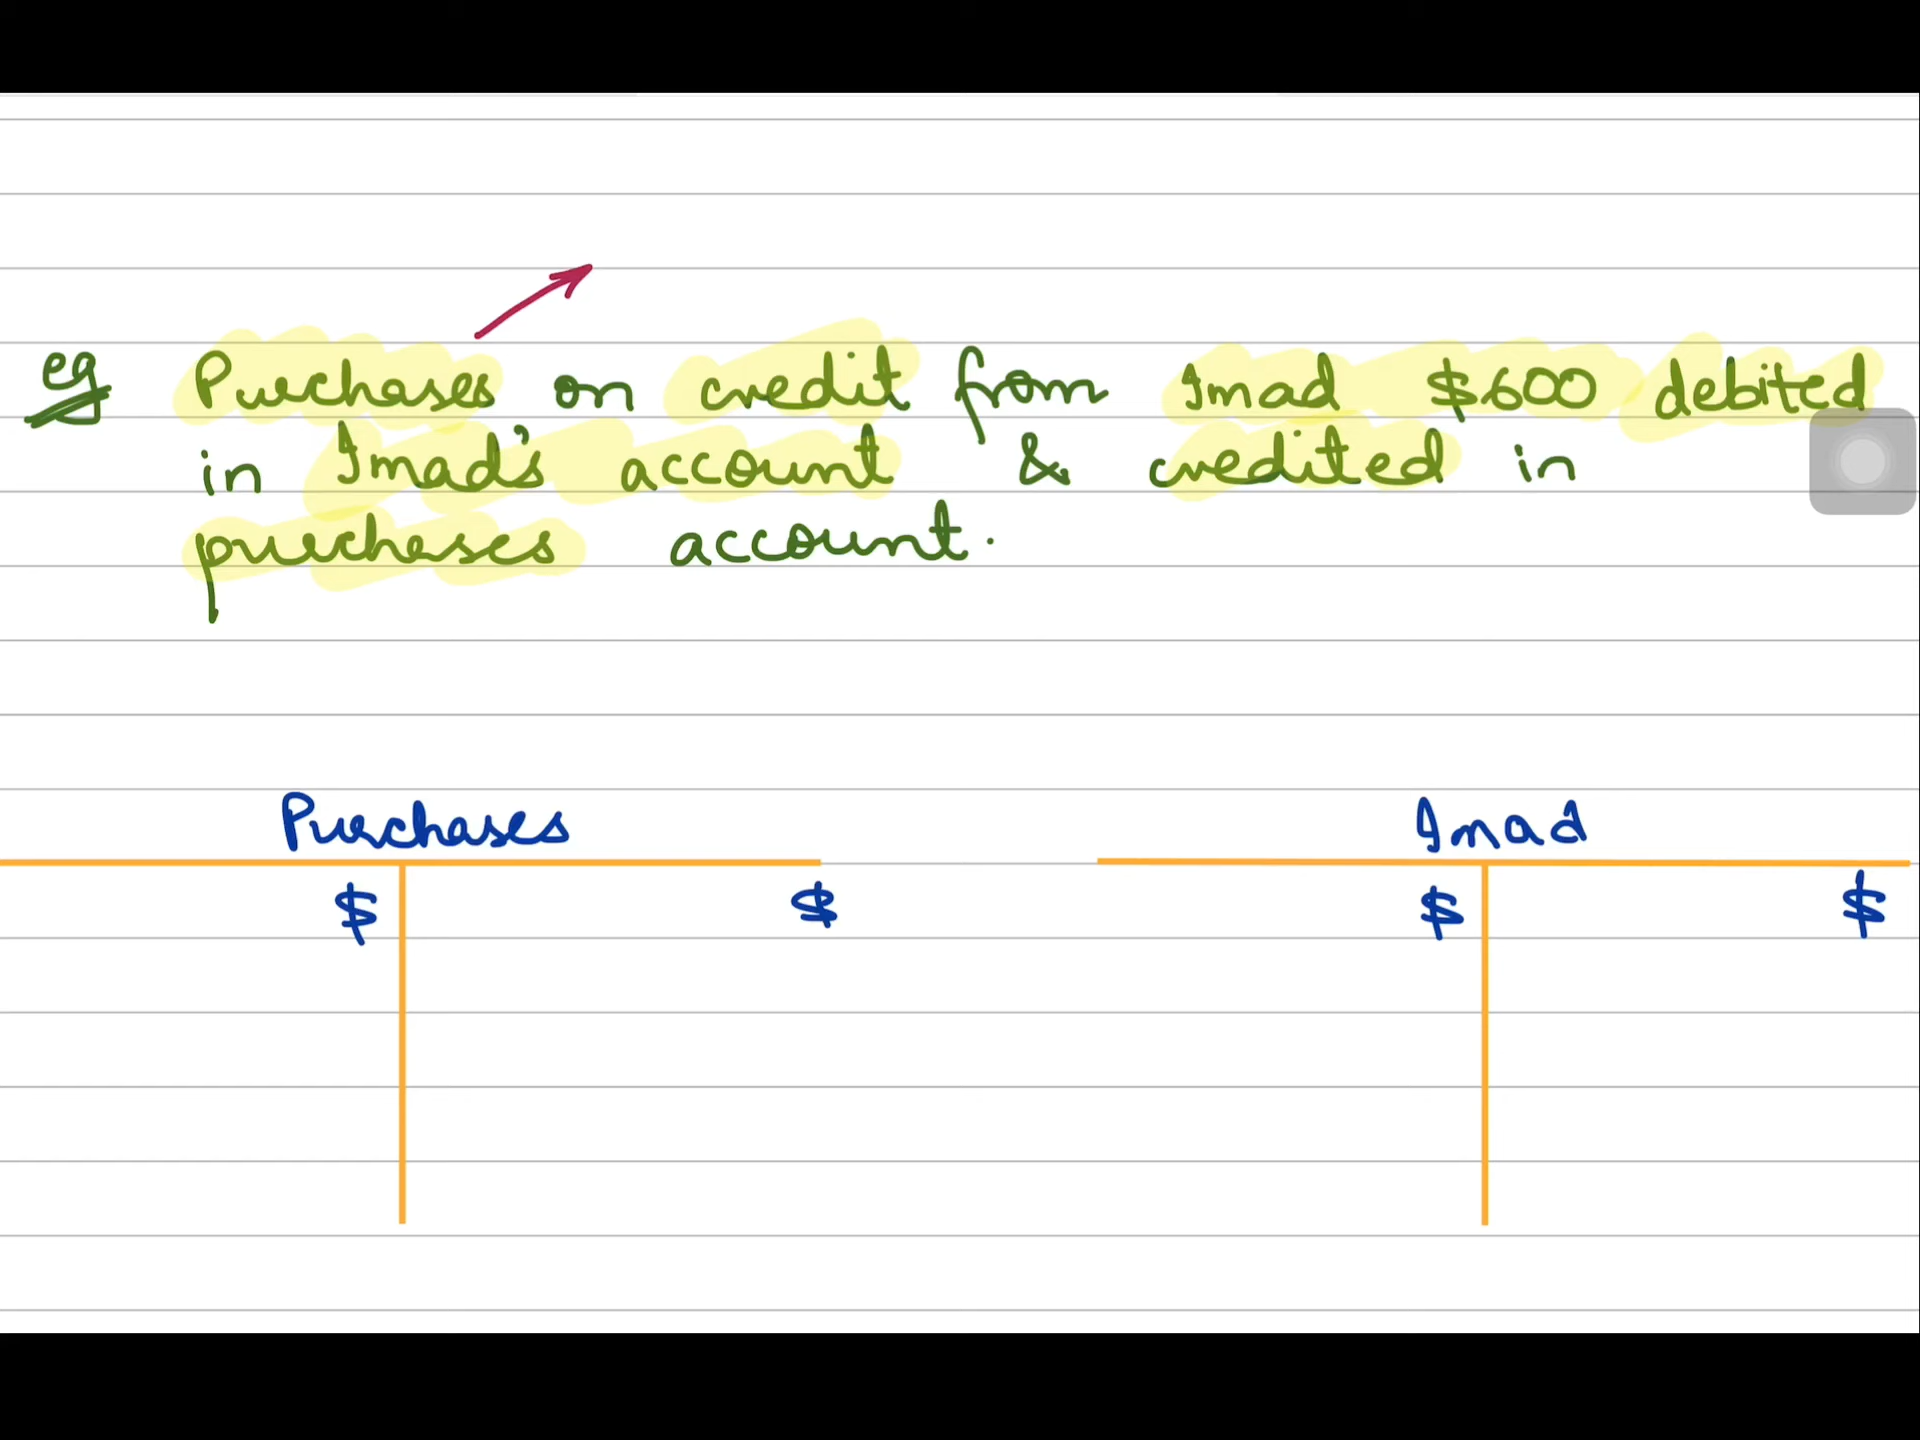 eg Purchases on credit from Imad $600 debited
in Imad's account & credited in
purchases account.
Purchases Imad
$ $ $ $